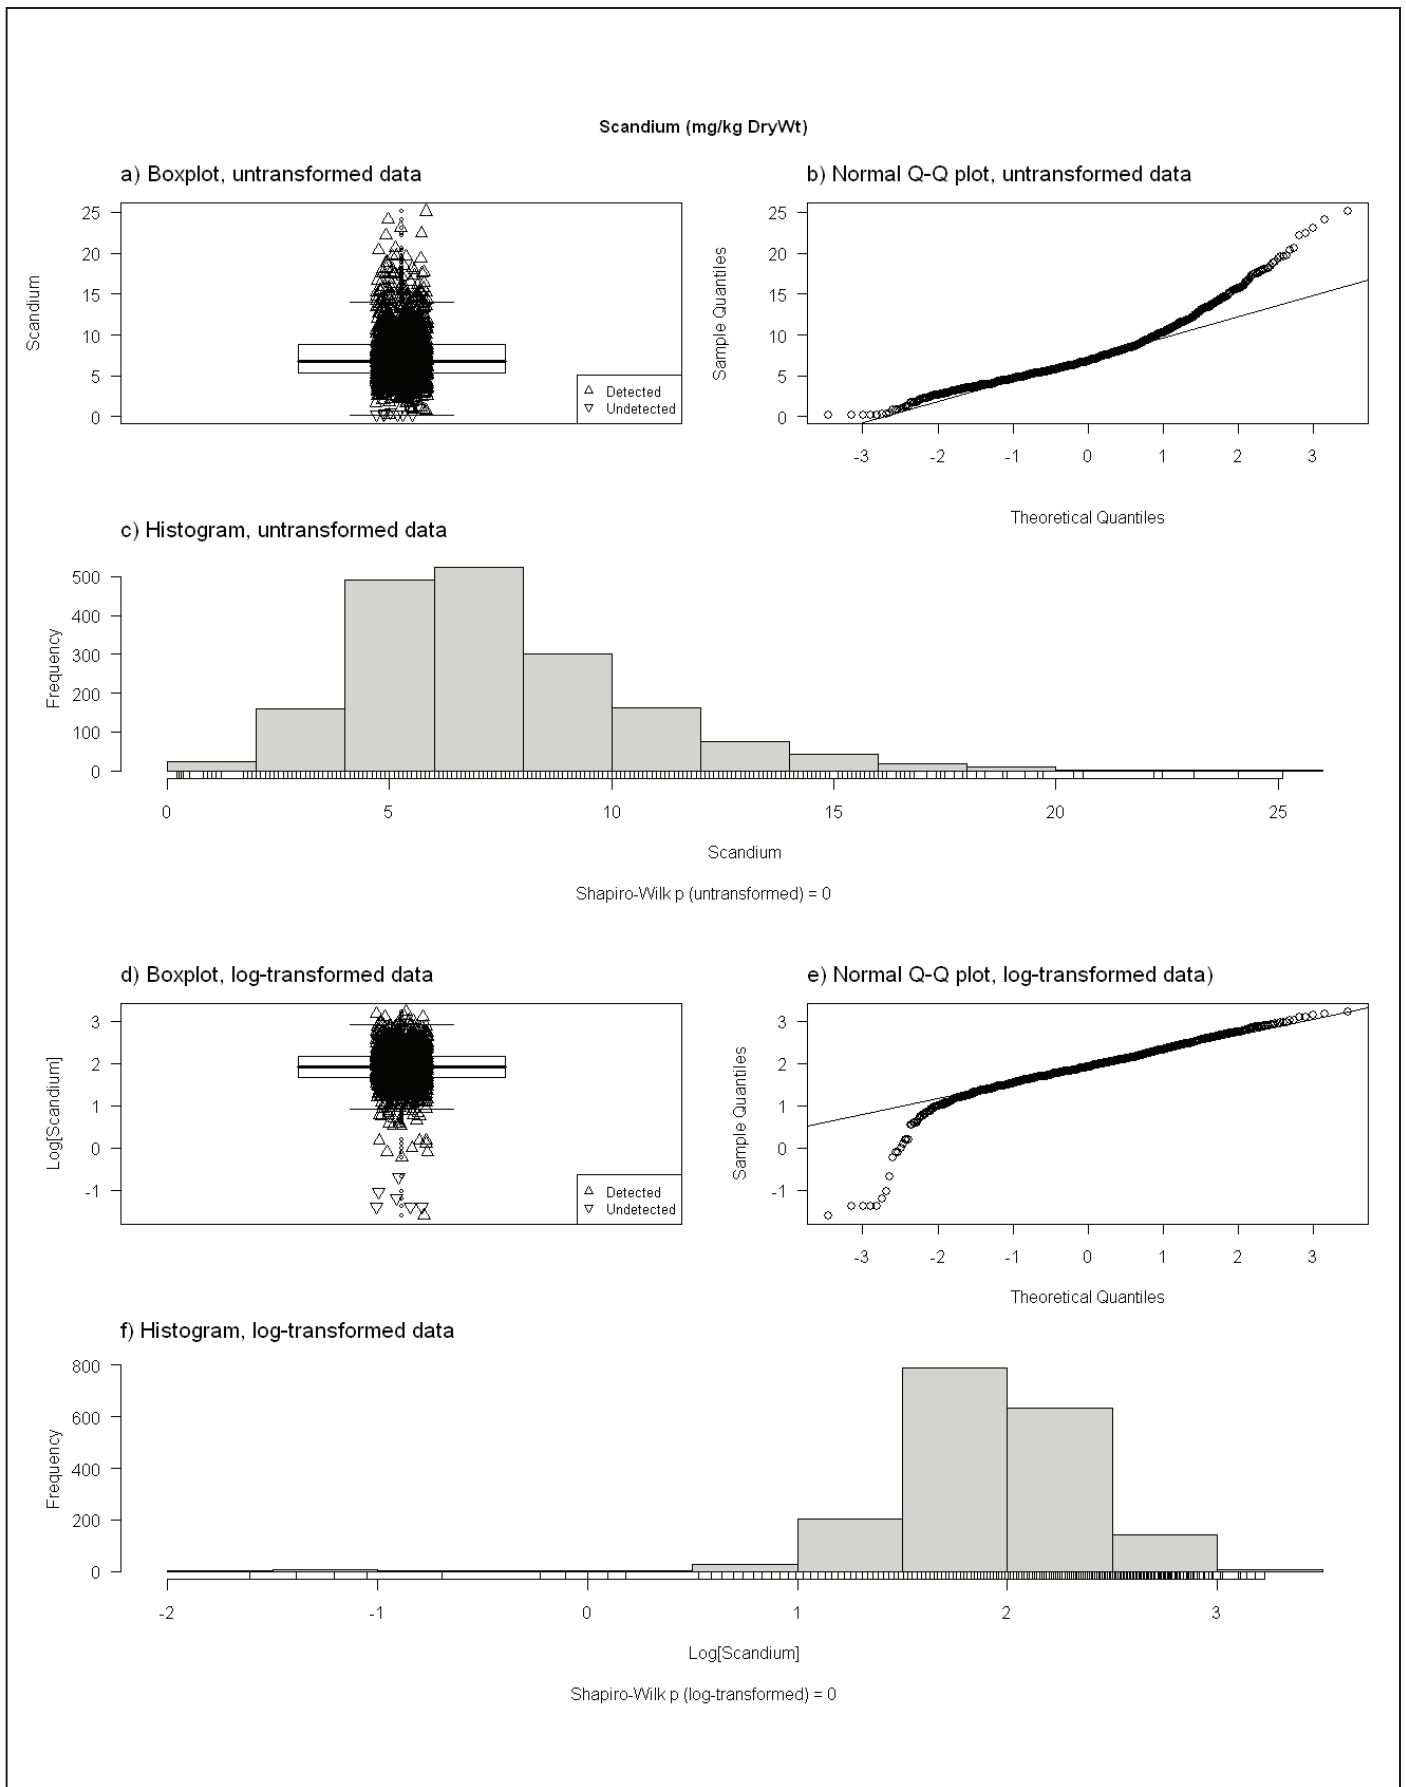 Scandium (mg/kg DryWt)
a) Boxplot, untransformed data
25
20
15
10
5
0
Scandium
Detected
Undetected
b) Normal Q-Q plot, untransformed data
25
20
15
10
5
0
Sample Quantiles
-3 -2 -1 0 1 2 3
Theoretical Quantiles
c) Histogram, untransformed data
500
400
300
200
100
0
Frequency
0 5 10 15 20 25
Scandium
Shapiro-Wilk p (untransformed) = 0
d) Boxplot, log-transformed data
3
2
1
0
-1
Log[Scandium]
Detected
Undetected
e) Normal Q-Q plot, log-transformed data)
3
2
1
0
-1
Sample Quantiles
-3 -2 -1 0 1 2 3
Theoretical Quantiles
f) Histogram, log-transformed data
800
600
400
200
0
Frequency
-2 -1 0 1 2 3
Log[Scandium]
Shapiro-Wilk p (log-transformed) = 0